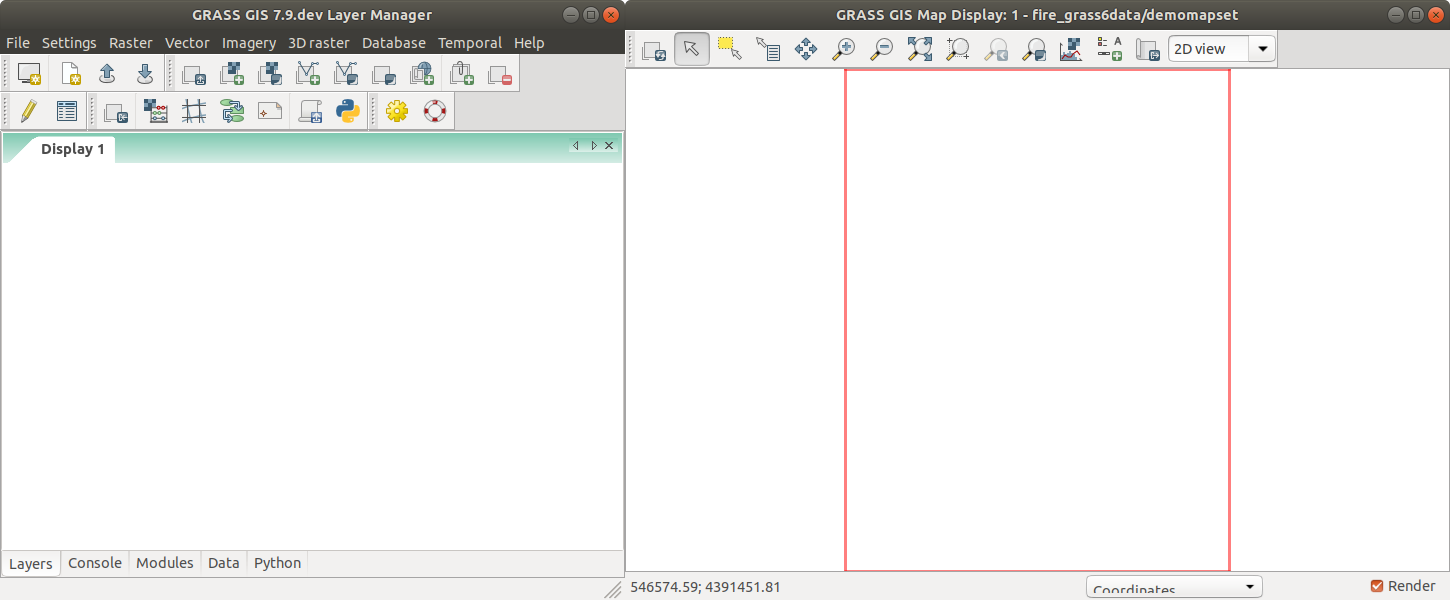 GRASS GIS 7.9.dev Layer Manager
File Settings Raster Vector Imagery 3D raster Database Temporal Help
Display 1
Layers Console Modules Data Python
GRASS GIS Map Display: 1 - fire_grass6data/demomapset
A
2D view
546574.59; 4391451.81
Coordinates
Render